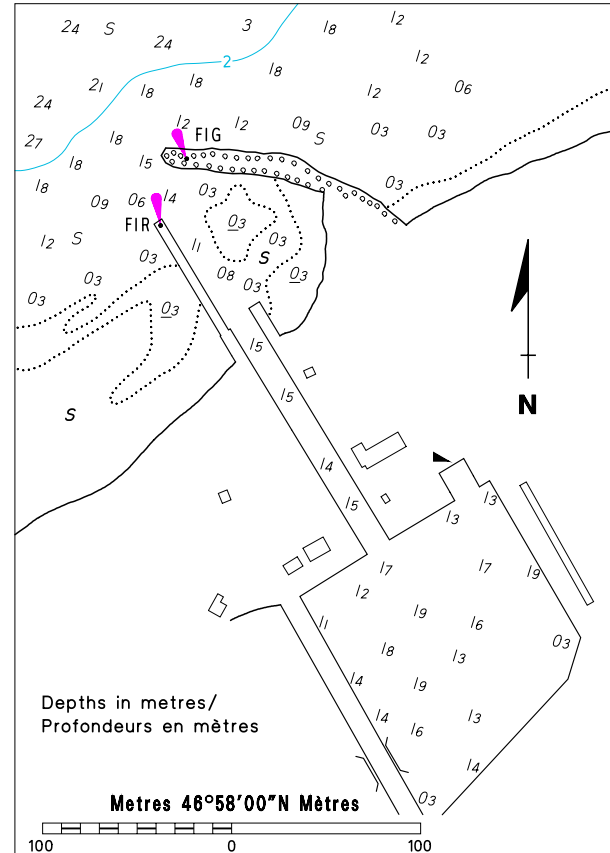 24 S 3 12
24 12
2 18
21 18 18 12 06
24
12 FlG 12 09 S 03 03
27 18
18 15 03
18 09 06 14 03
FlR 03
12 S 11 03
03 03 08 S 03
03 03 03
15
S 15
14
15 13 13
17 17 19
12
11 19 16 03
18 13
14 19
14 16 13
14
Depths in metres/
Profondeurs en mètres
N
03
Metres 46°58'00"N Mètres
100 0 100